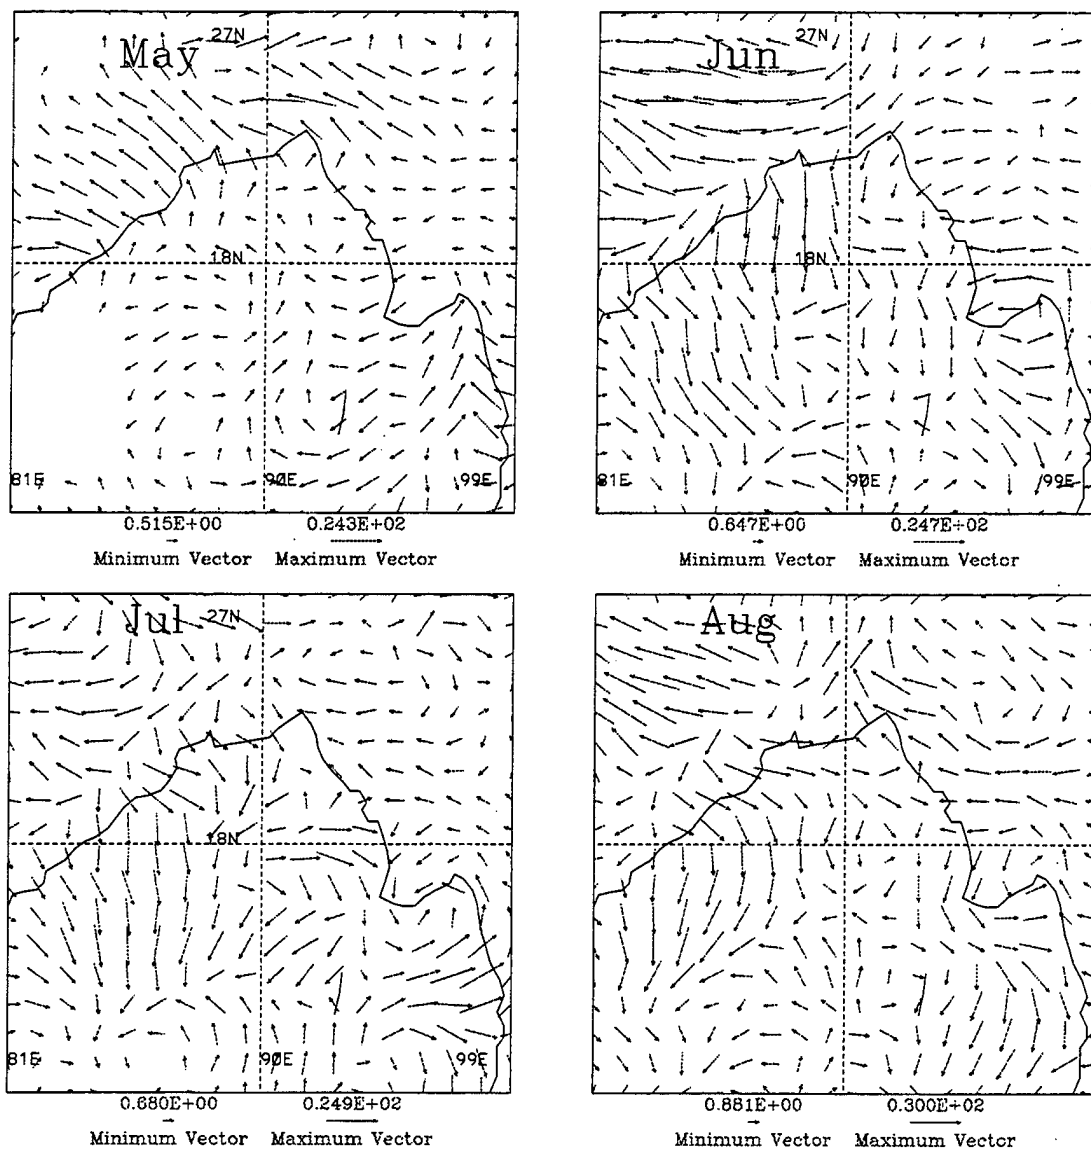 27N
May
18N
81E
90E
99E
0.515E+00
0.243E+02
Minimum Vector
Maximum Vector
27N
Jun
18N
81E
90E
99E
0.647E+00
0.247E+02
Minimum Vector
Maximum Vector
27N
Jul
18N
81E
90E
99E
0.680E+00
0.249E+02
Minimum Vector
Maximum Vector
Aug
0.881E+00
0.300E+02
Minimum Vector
Maximum Vector